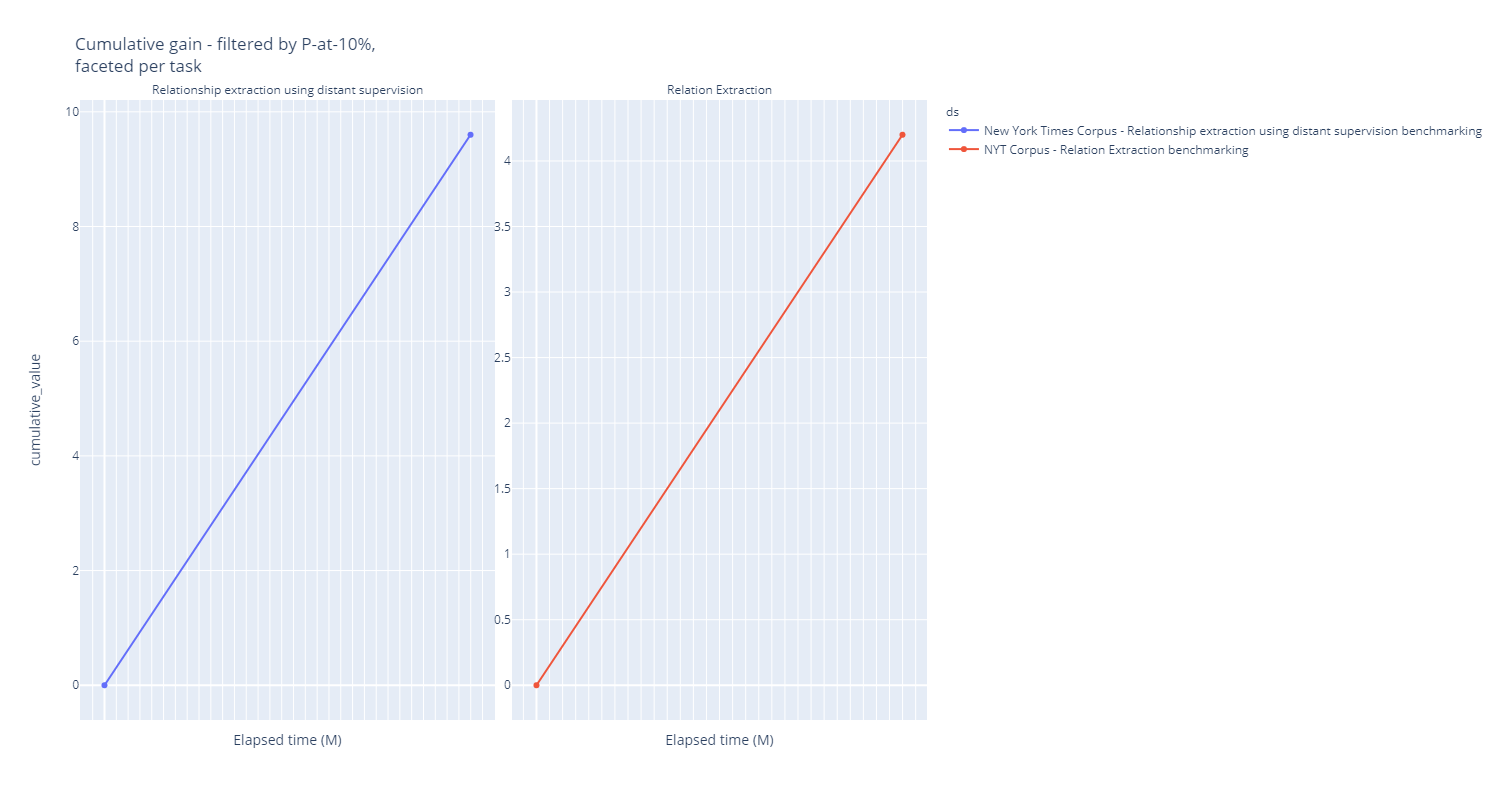 Cumulative gain - filtered by P-at-10%,
faceted per task
Relationship extraction using distant supervision
Relation Extraction
ds
New York Times Corpus - Relationship extraction using distant supervision benchmarking
NYT Corpus - Relation Extraction benchmarking
cumulative_value
10
8
6
4
2
0
4
3.5
3
2.5
2
1.5
1
0.5
0
Elapsed time (M)
Elapsed time (M)